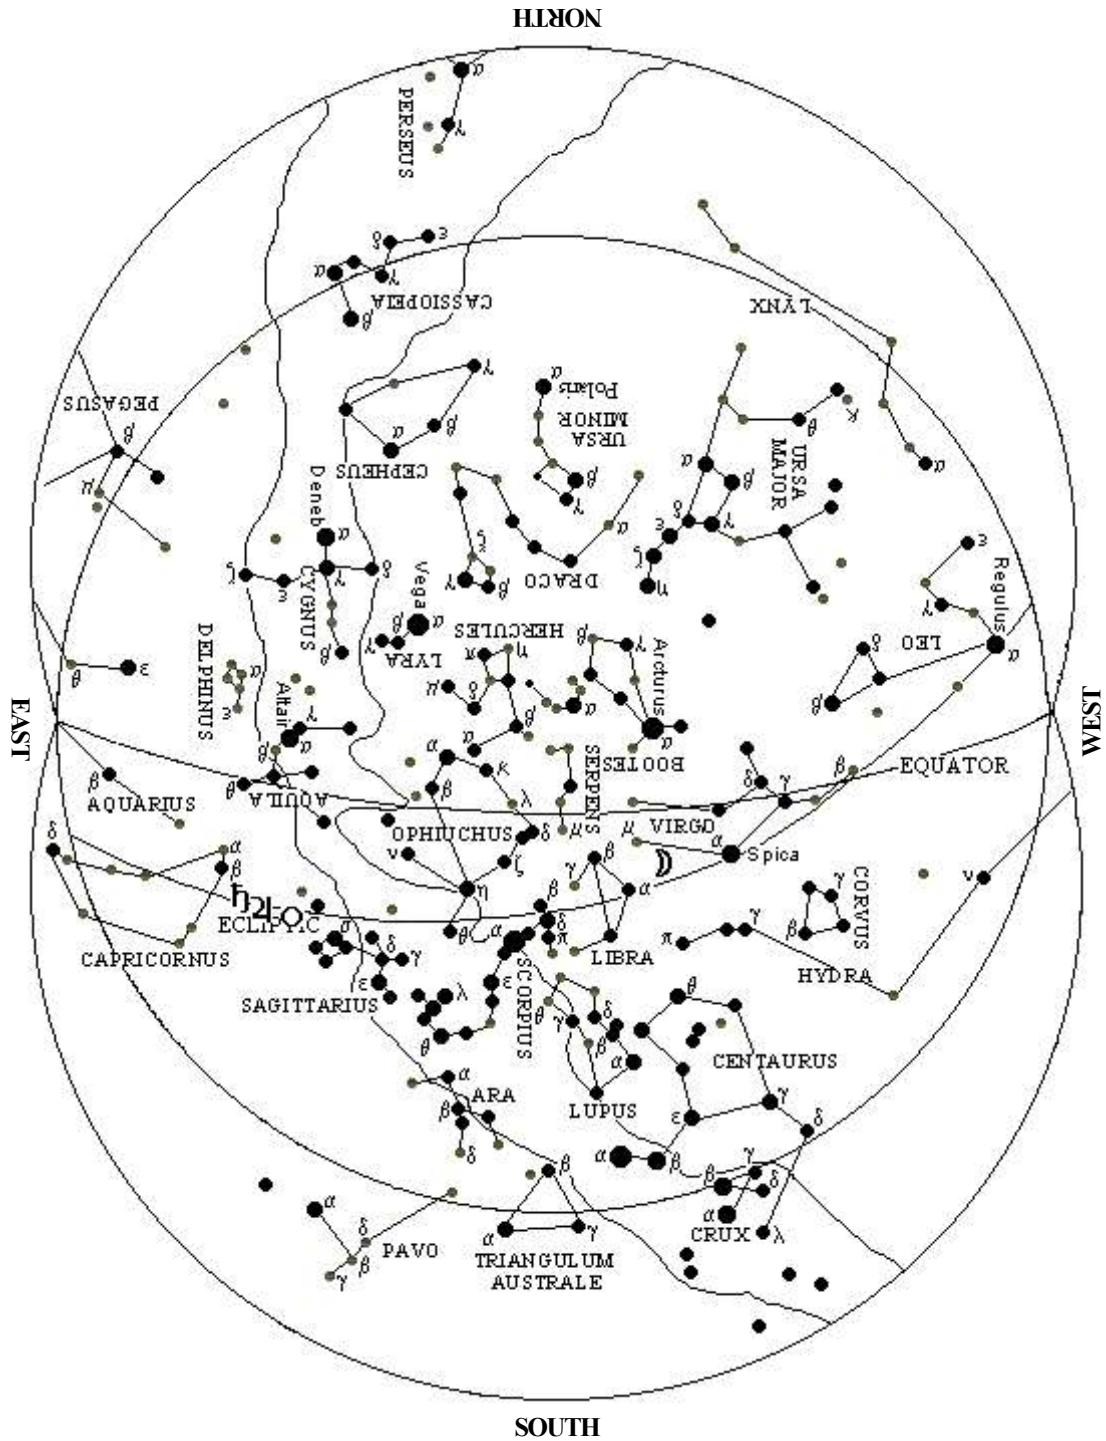 NORTH
α
PERSEUS
γ
ε
δ
α
γ
CASSIOPEIA
β
LYNX
γ
α
Polaris
URSA
MINOR
κ
θ
PEGASUS
β
β
α
CEPHEUS
β
γ
α
β
URSA
MAJOR
α
μ
Deneb
α
ζ
α
δ
γ
ε
ζ
η
ε
Regulus
ζ
ε
γ
δ
CYGNUS
β
Vega
α
β
γ
LYRA
γ
β
DRACO
γ
LEO
α
δ
β
HERCULES
π
η
μ
δ
β
α
β
γ
Arcturus
α
BOOTES
α
DELPHINUS
α
ε
θ
ε
Altair
γ
α
β
θ
AQUILA
EAST
WEST
β
AQUARIUS
α
κ
β
λ
OPHIUCHUS
δ
ζ
ν
η
θ
SERPENS
μ
μ
VIRGO
δ
γ
β
EQUATOR
α
Spica
δ
α
β
CAPRICORNUS
♄♃
ECLIPTIC
β
γ
α
LIBRA
γ
β
CORVUS
ν
π
γ
HYDRA
σ
δ
γ
ε
SAGITTARIUS
β
δ
π
α
SCORPIUS
ε
λ
θ
θ
γ
δ
β
α
LUPUS
θ
CENTAURUS
γ
ε
δ
α
β
α
ARA
β
δ
γ
β
δ
α
CRUX
λ
α
δ
β
γ
PAVO
β
α
γ
TRIANGULUM
AUSTRALE
SOUTH